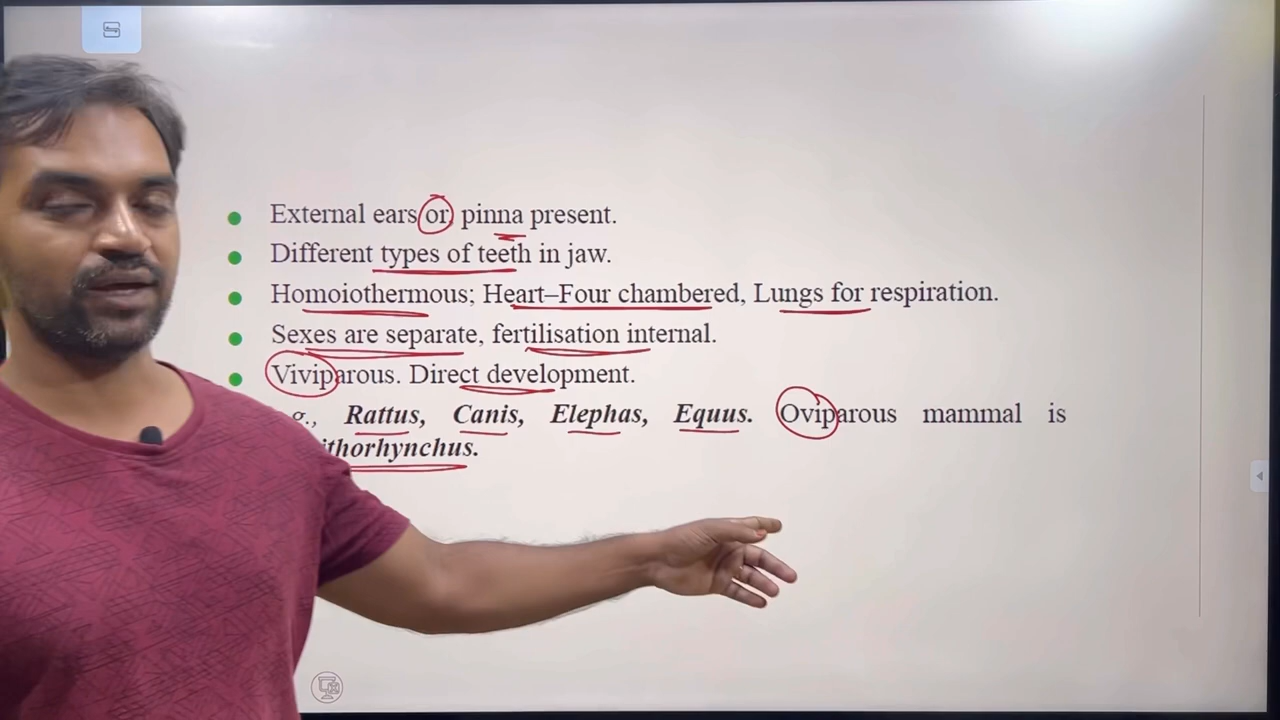 External ears or pinna present.
Different types of teeth in jaw.
Homoiothermous; Heart–Four chambered, Lungs for respiration.
Sexes are separate, fertilisation internal.
Viviparous. Direct development.
g., Rattus, Canis, Elephas, Equus. Oviparous mammal is
ithorhynchus.